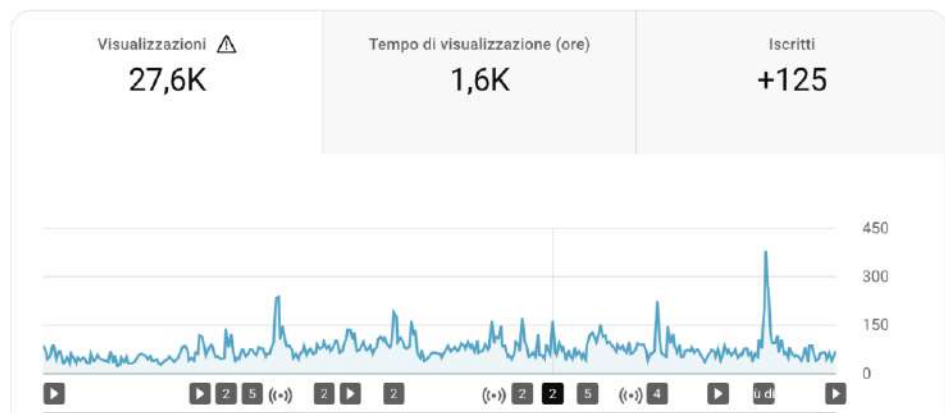 Visualizzazioni
27,6K
Tempo di visualizzazione (ore)
1,6K
Iscritti
+125
450
300
150
0
2 5 2 2 2 2 5 4 ù di